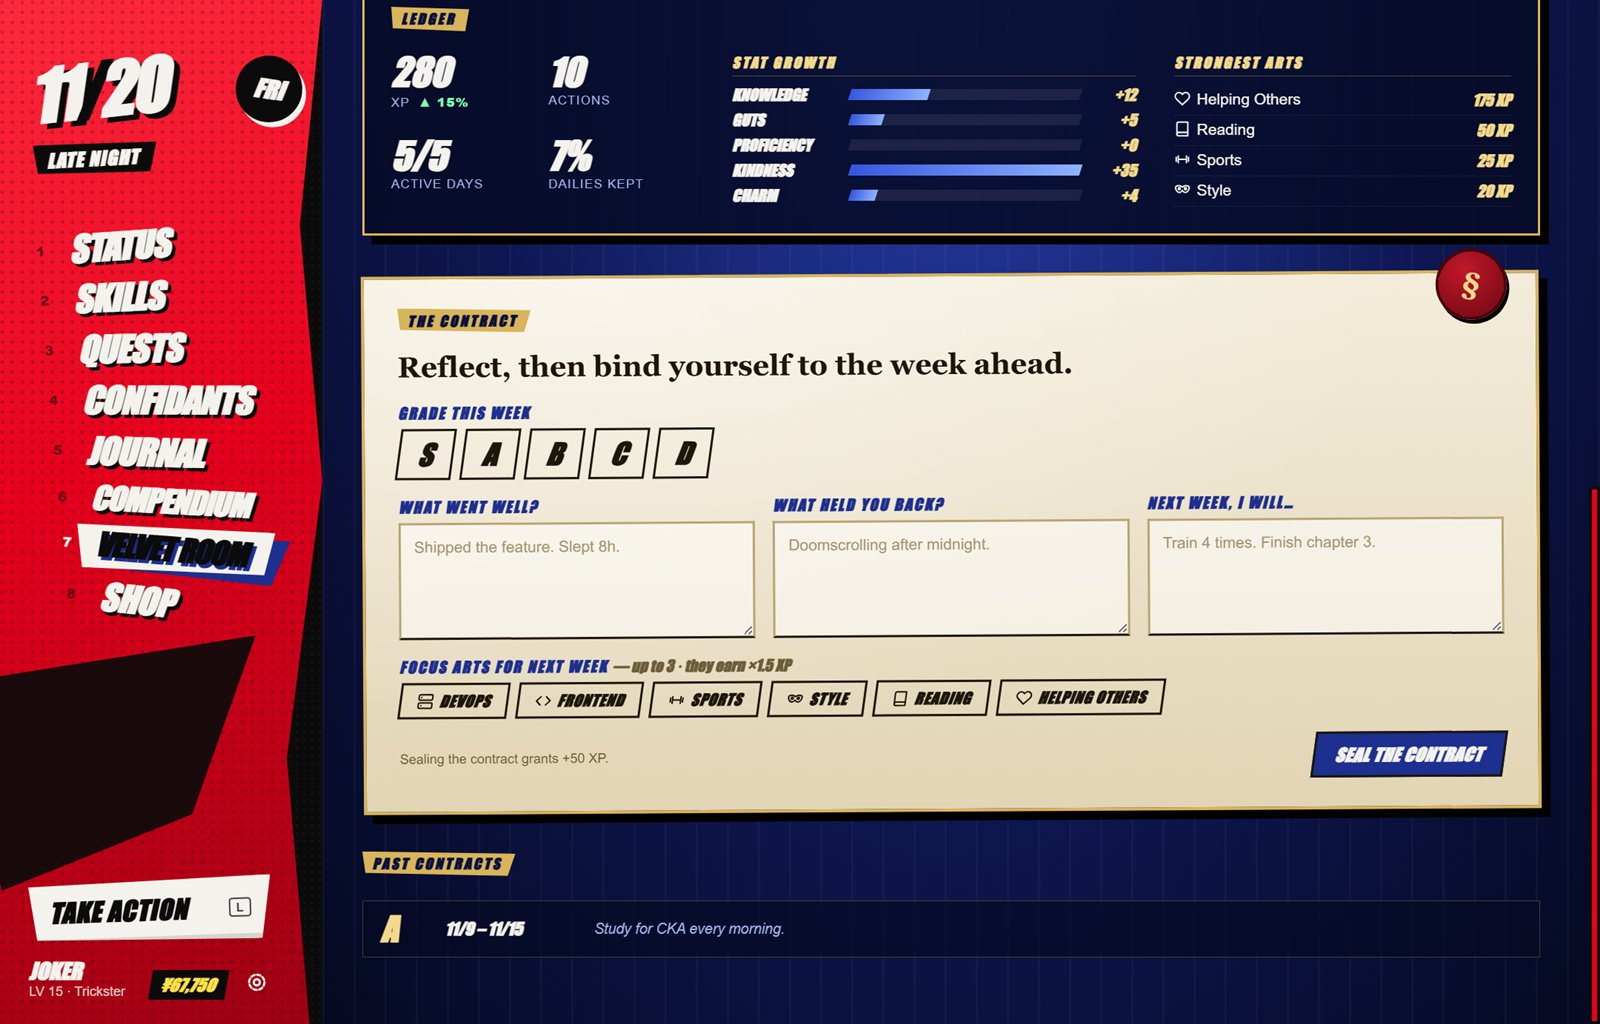 11/20
FRI
LATE NIGHT
1 STATUS
2 SKILLS
3 QUESTS
4 CONFIDANTS
5 JOURNAL
6 COMPENDIUM
7 VELVET ROOM
8 SHOP
TAKE ACTION L
JOKER
LV 15 · Trickster
¥67,750
LEDGER
280
XP ▲ 15%
10
ACTIONS
5/5
ACTIVE DAYS
7%
DAILIES KEPT
STAT GROWTH
KNOWLEDGE +12
GUTS +5
PROFICIENCY +0
KINDNESS +35
CHARM +4
STRONGEST ARTS
Helping Others 175 XP
Reading 50 XP
Sports 25 XP
Style 20 XP
§
THE CONTRACT
Reflect, then bind yourself to the week ahead.
GRADE THIS WEEK
S A B C D
WHAT WENT WELL?
Shipped the feature. Slept 8h.
WHAT HELD YOU BACK?
Doomscrolling after midnight.
NEXT WEEK, I WILL…
Train 4 times. Finish chapter 3.
FOCUS ARTS FOR NEXT WEEK — up to 3 · they earn ×1.5 XP
DEVOPS FRONTEND SPORTS STYLE READING HELPING OTHERS
Sealing the contract grants +50 XP.
SEAL THE CONTRACT
PAST CONTRACTS
A 11/9 – 11/15 Study for CKA every morning.